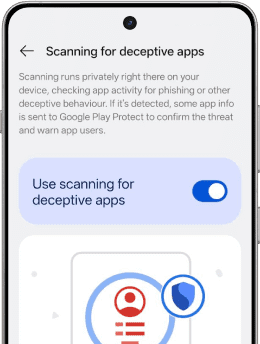 Scanning for deceptive apps
Scanning runs privately right there on your
device, checking app activity for phishing or other
deceptive behaviour. If it's detected, some app info
is sent to Google Play Protect to confirm the threat
and warn app users.
Use scanning for
deceptive apps